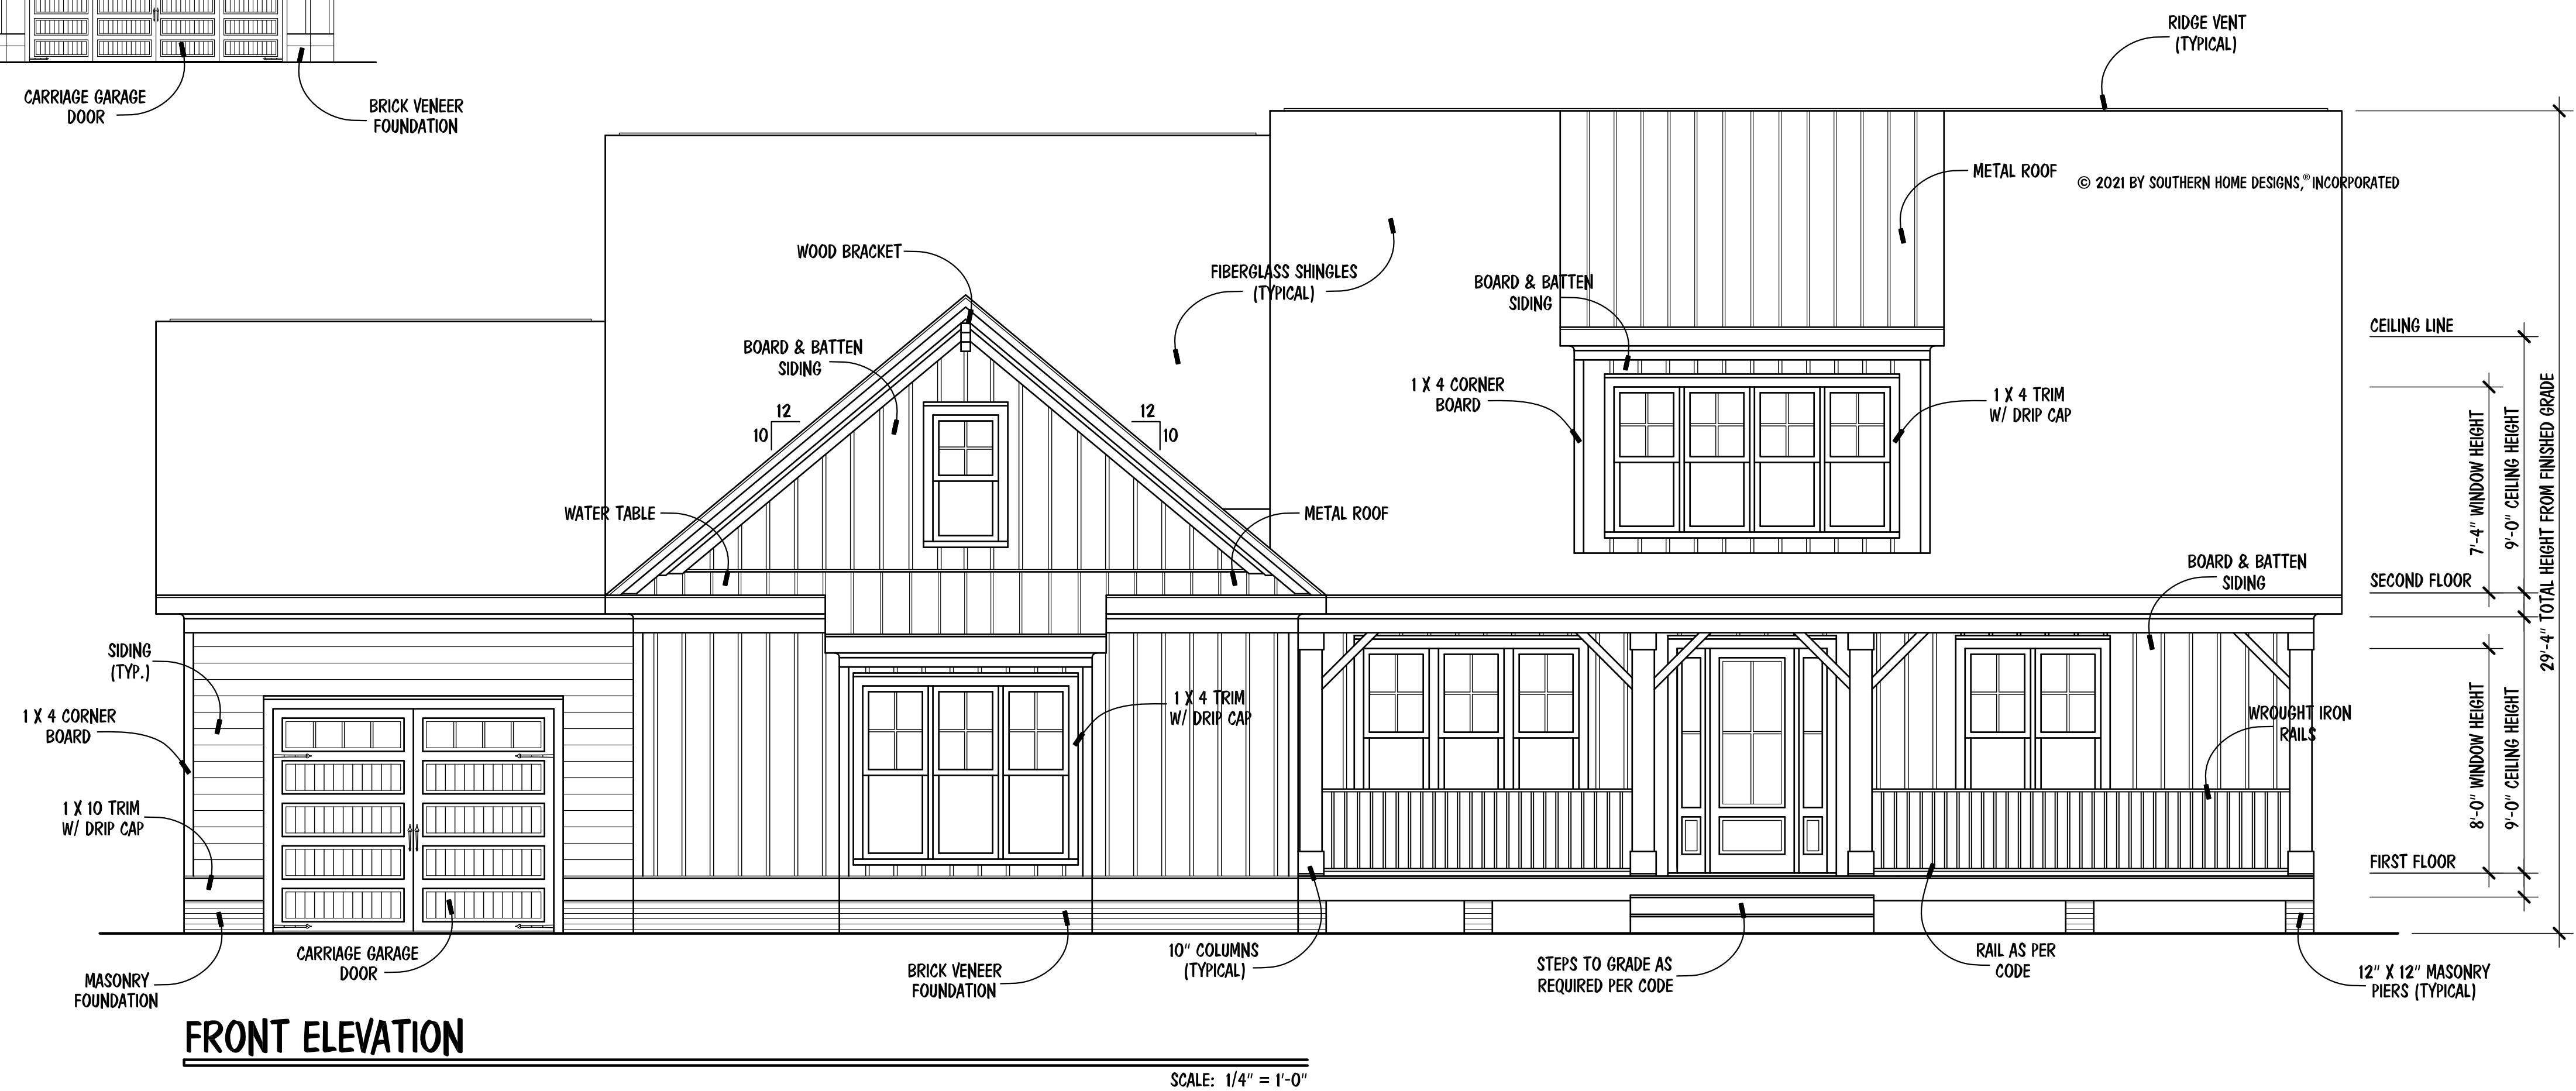 RIDGE VENT
(TYPICAL)
CARRIAGE GARAGE
DOOR
BRICK VENEER
FOUNDATION
METAL ROOF
© 2021 BY SOUTHERN HOME DESIGNS,® INCORPORATED
WOOD BRACKET
FIBERGLASS SHINGLES
(TYPICAL)
BOARD & BATTEN
SIDING
CEILING LINE
BOARD & BATTEN
SIDING
1 X 4 CORNER
BOARD
1 X 4 TRIM
W/ DRIP CAP
12
10
12
10
7'-4" WINDOW HEIGHT
9'-0" CEILING HEIGHT
29'-4" TOTAL HEIGHT FROM FINISHED GRADE
WATER TABLE
METAL ROOF
BOARD & BATTEN
SIDING
SECOND FLOOR
SIDING
(TYP.)
1 X 4 CORNER
BOARD
1 X 4 TRIM
W/ DRIP CAP
WROUGHT IRON
RAILS
8'-0" WINDOW HEIGHT
9'-0" CEILING HEIGHT
1 X 10 TRIM
W/ DRIP CAP
FIRST FLOOR
MASONRY
FOUNDATION
CARRIAGE GARAGE
DOOR
BRICK VENEER
FOUNDATION
10" COLUMNS
(TYPICAL)
STEPS TO GRADE AS
REQUIRED PER CODE
RAIL AS PER
CODE
12" X 12" MASONRY
PIERS (TYPICAL)
FRONT ELEVATION
SCALE: 1/4" = 1'-0"